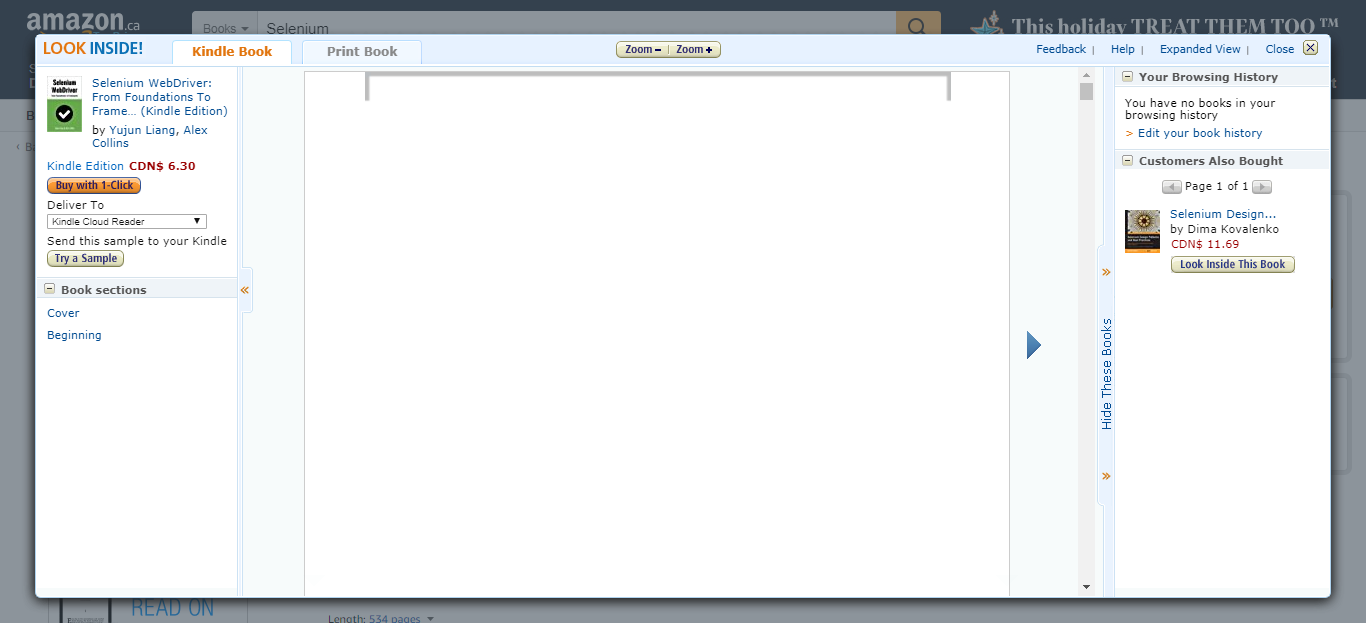 amazon.ca
Books
Selenium
This holiday TREAT THEM TOO ™
LOOK INSIDE!
Kindle Book
Print Book
Zoom – | Zoom +
Feedback | Help | Expanded View | Close
Selenium WebDriver:
From Foundations To
Frame... (Kindle Edition)
by Yujun Liang, Alex
Collins
Kindle Edition CDN$ 6.30
Buy with 1-Click
Deliver To
Kindle Cloud Reader
Send this sample to your Kindle
Try a Sample
Book sections
Cover
Beginning
Selenium
WebDriver
Hide These Books
Your Browsing History
You have no books in your
browsing history
> Edit your book history
Customers Also Bought
Page 1 of 1
Selenium Design...
by Dima Kovalenko
CDN$ 11.69
Look Inside This Book
READ ON
Length: 534 pages